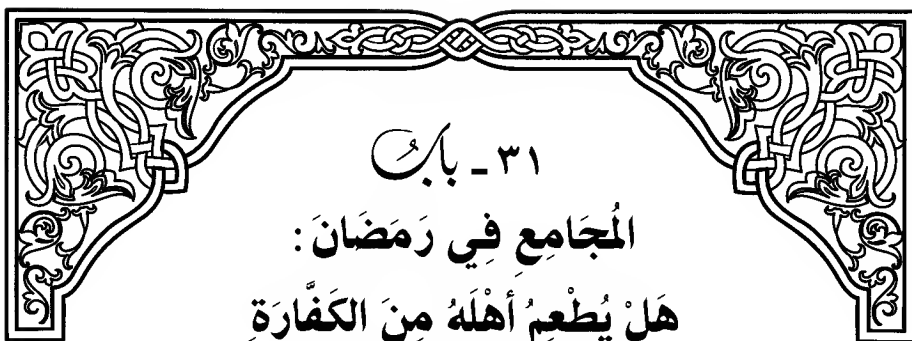 ٣١ - بابُ
المُجَامِعِ فِي رَمَضَانَ:
هَلْ يُطْعِمُ أَهْلَهُ مِنَ الكَفَّارَةِ